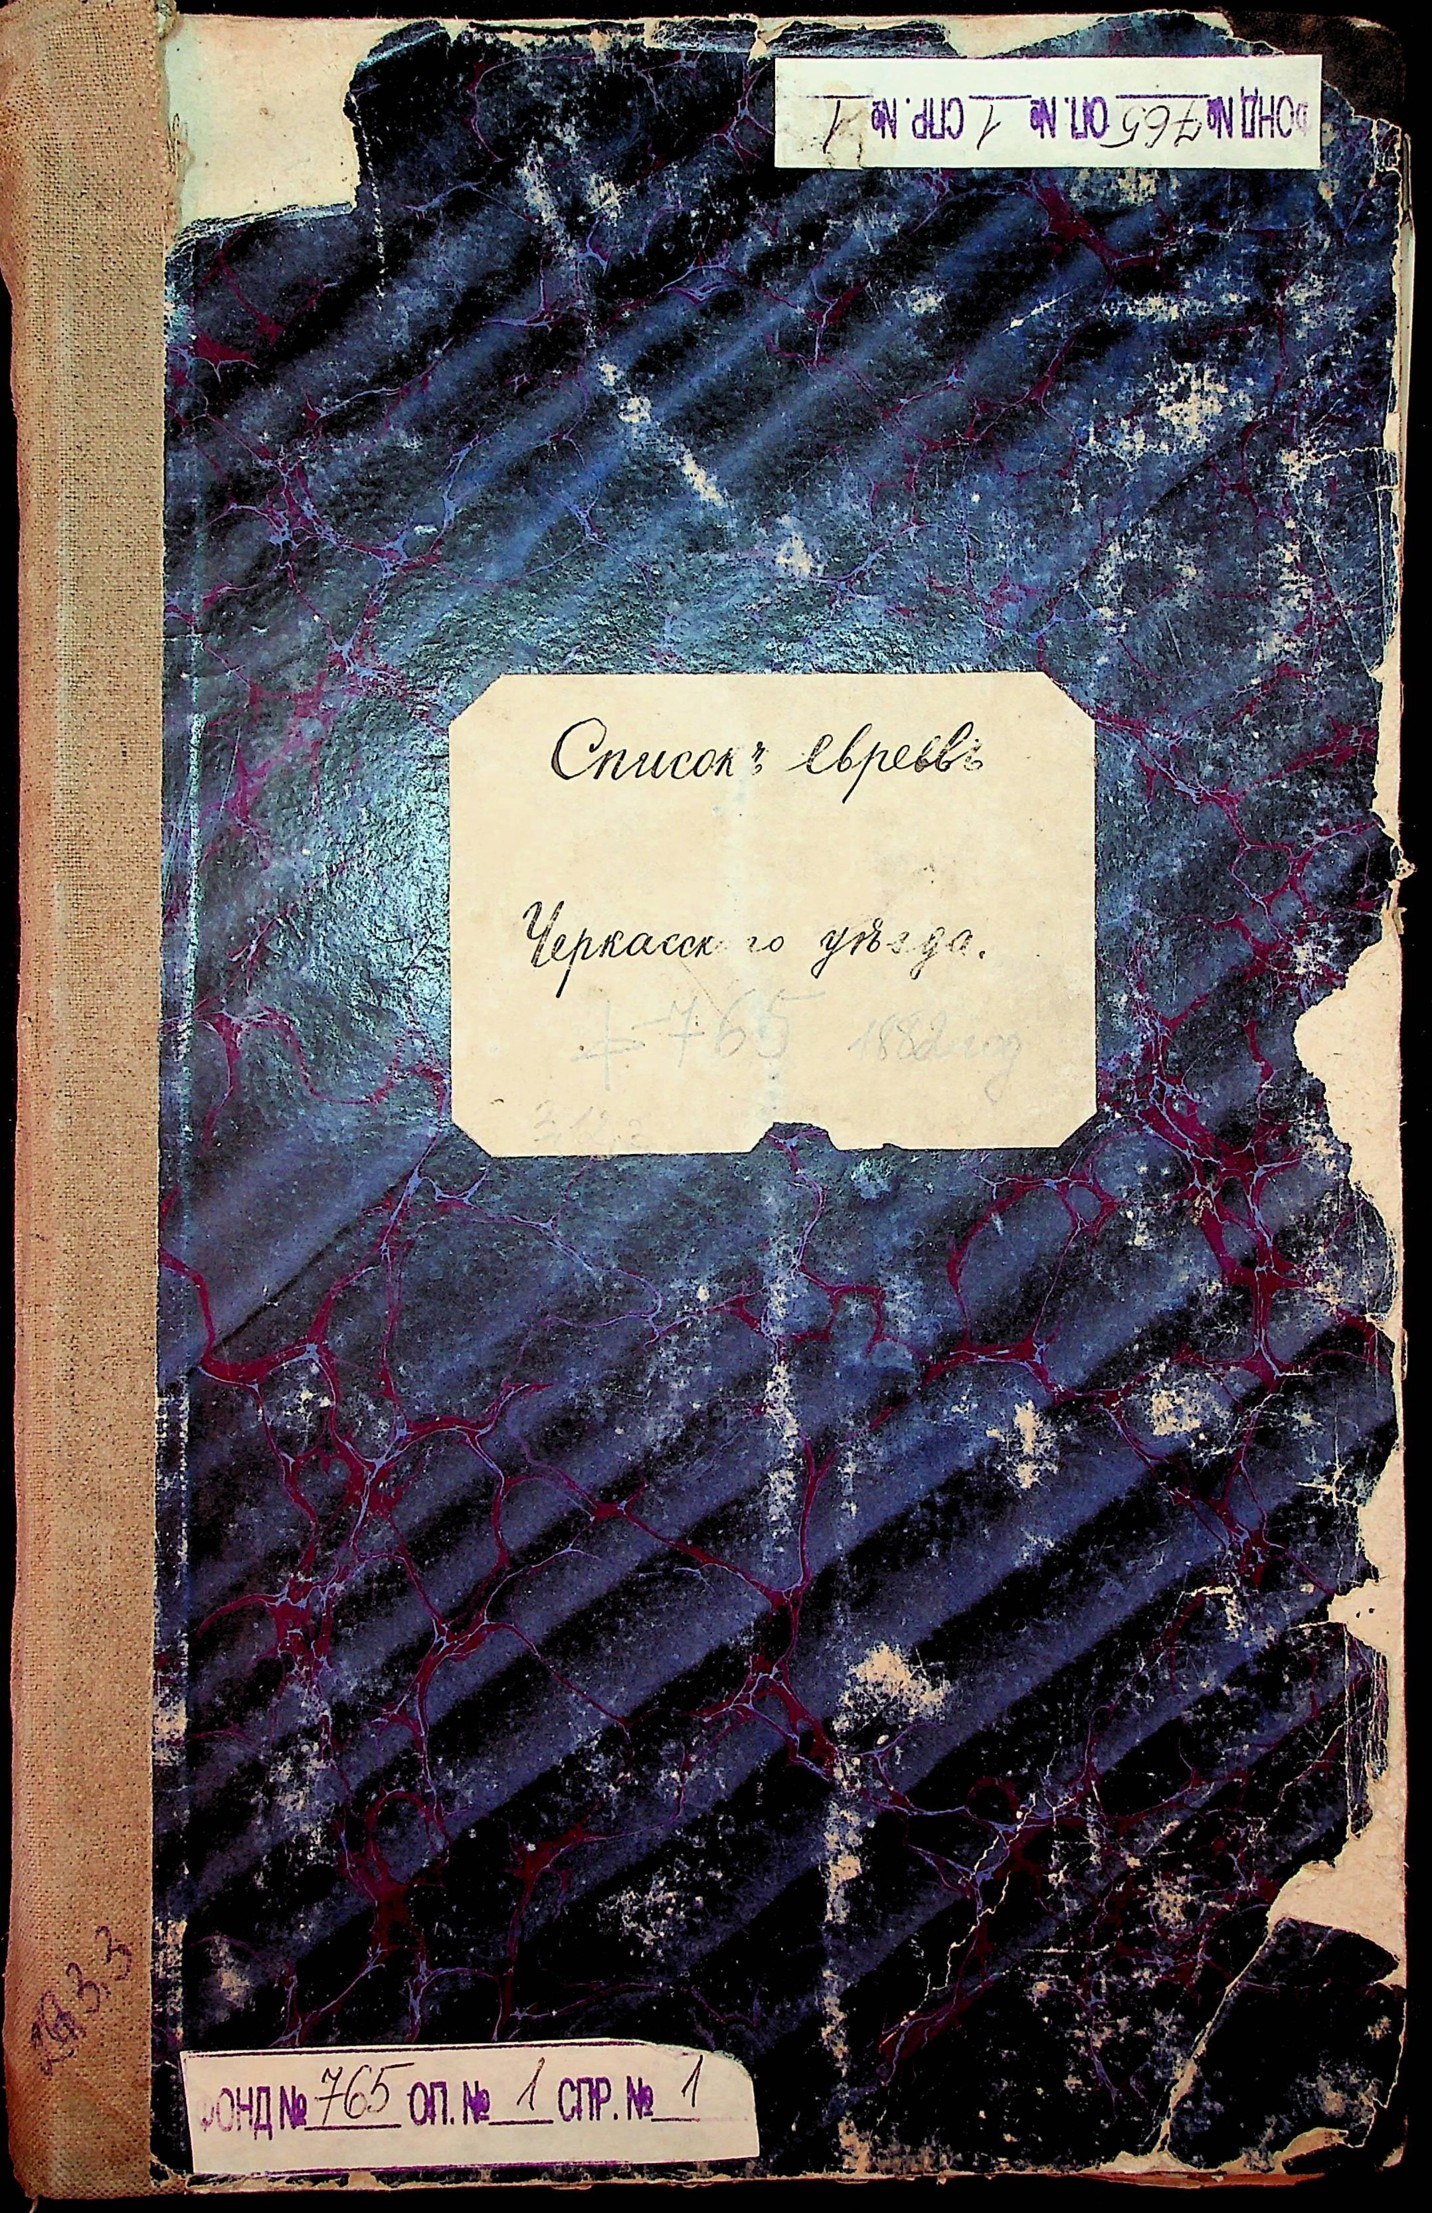 ФОНД № 765 ОП. № 1 СПР. № 1
Списокъ евреевъ
Черкасскаго уѣзда.
Ф 765 1882 год
ФОНД № 765 ОП. № 1 СПР. № 1